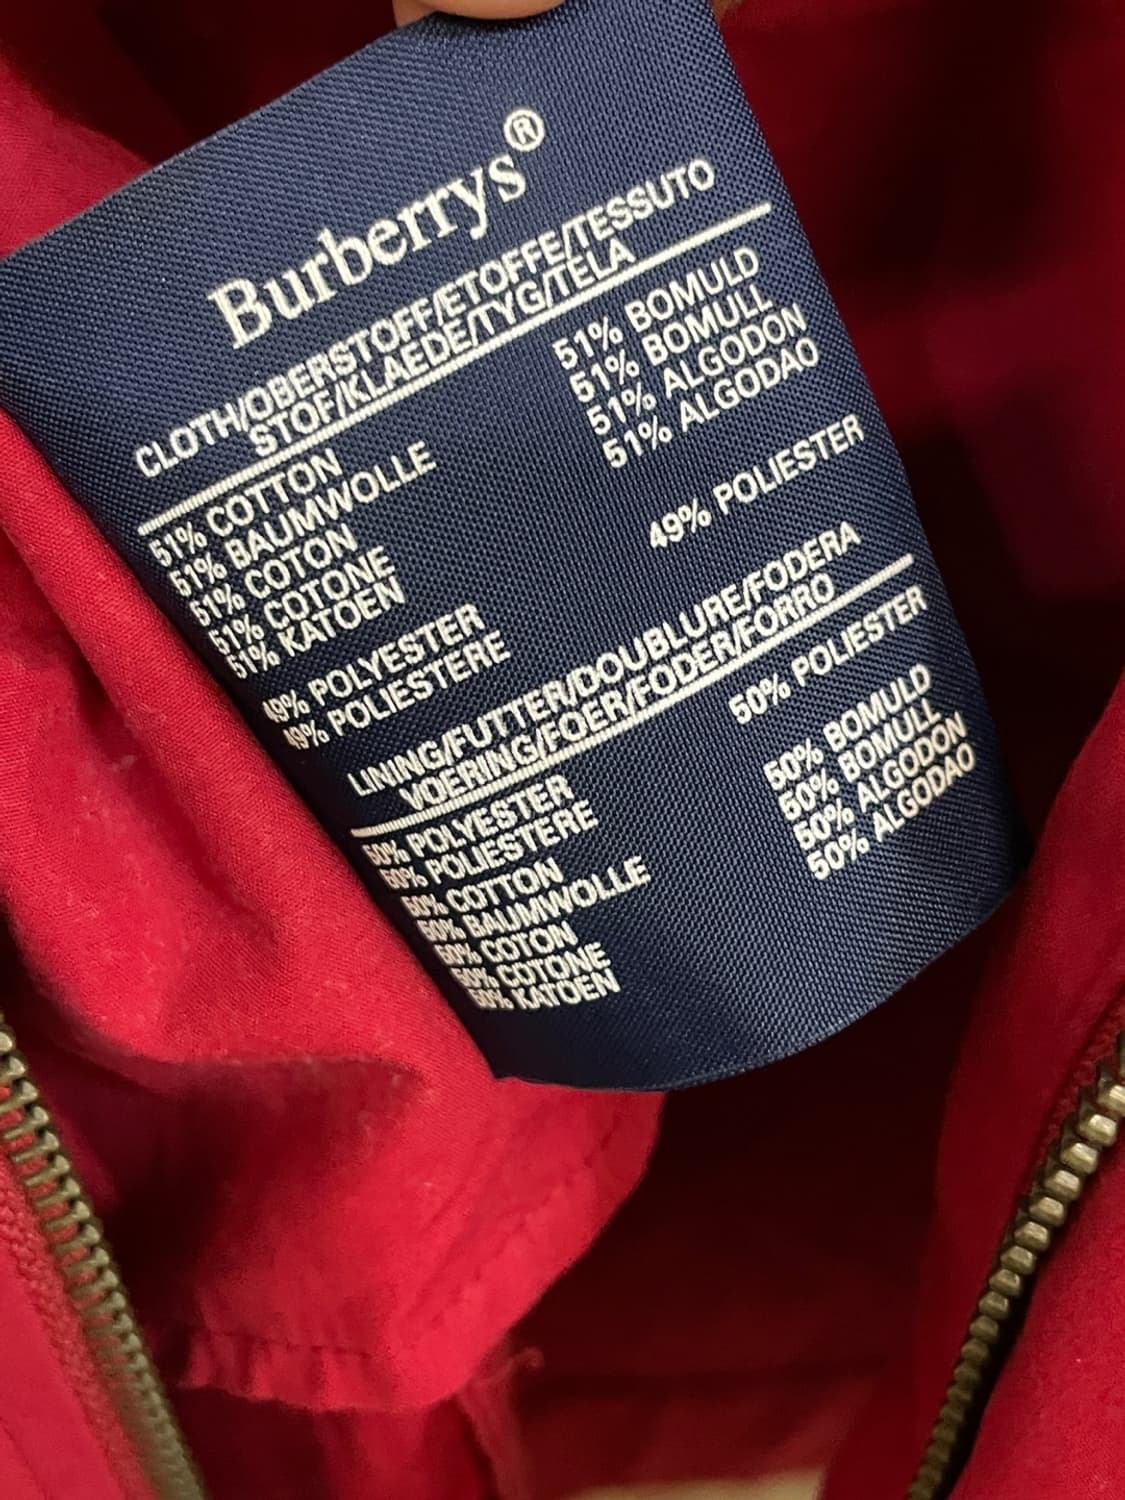 Burberrys®
CLOTH/OBERSTOFF/ETOFFE/TESSUTO
STOF/KLAEDE/TYG/TELA
51% COTTON
51% BAUMWOLLE
51% COTON
51% COTONE
51% KATOEN
51% BOMULD
51% BOMULL
51% ALGODON
51% ALGODAO
49% POLYESTER
49% POLIESTERE
49% POLIESTER
LINING/FUTTER/DOUBLURE/FODERA
VOERING/FOER/FODER/FORRO
50% POLYESTER
50% POLIESTERE
50% POLIESTER
50% COTTON
50% BAUMWOLLE
50% COTON
50% COTONE
50% KATOEN
50% BOMULD
50% BOMULL
50% ALGODON
50% ALGODAO